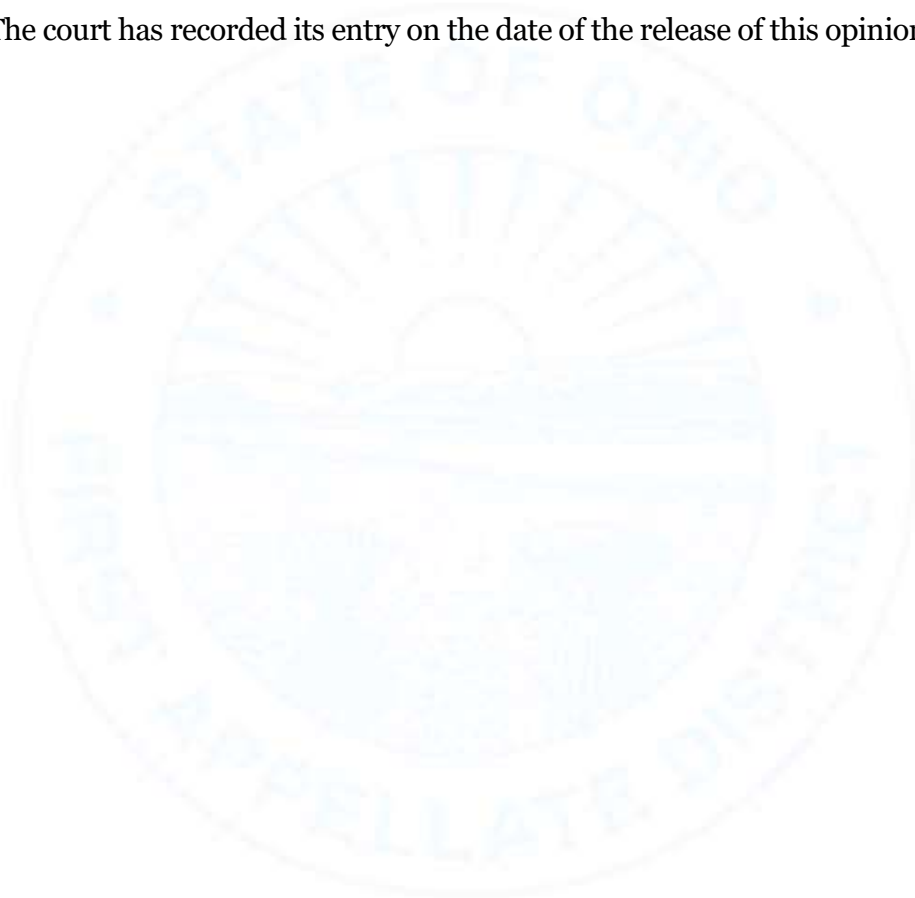 The court has recorded its entry on the date of the release of this opinion
STATE OF OHIO
FIRST APPELLATE DISTRICT